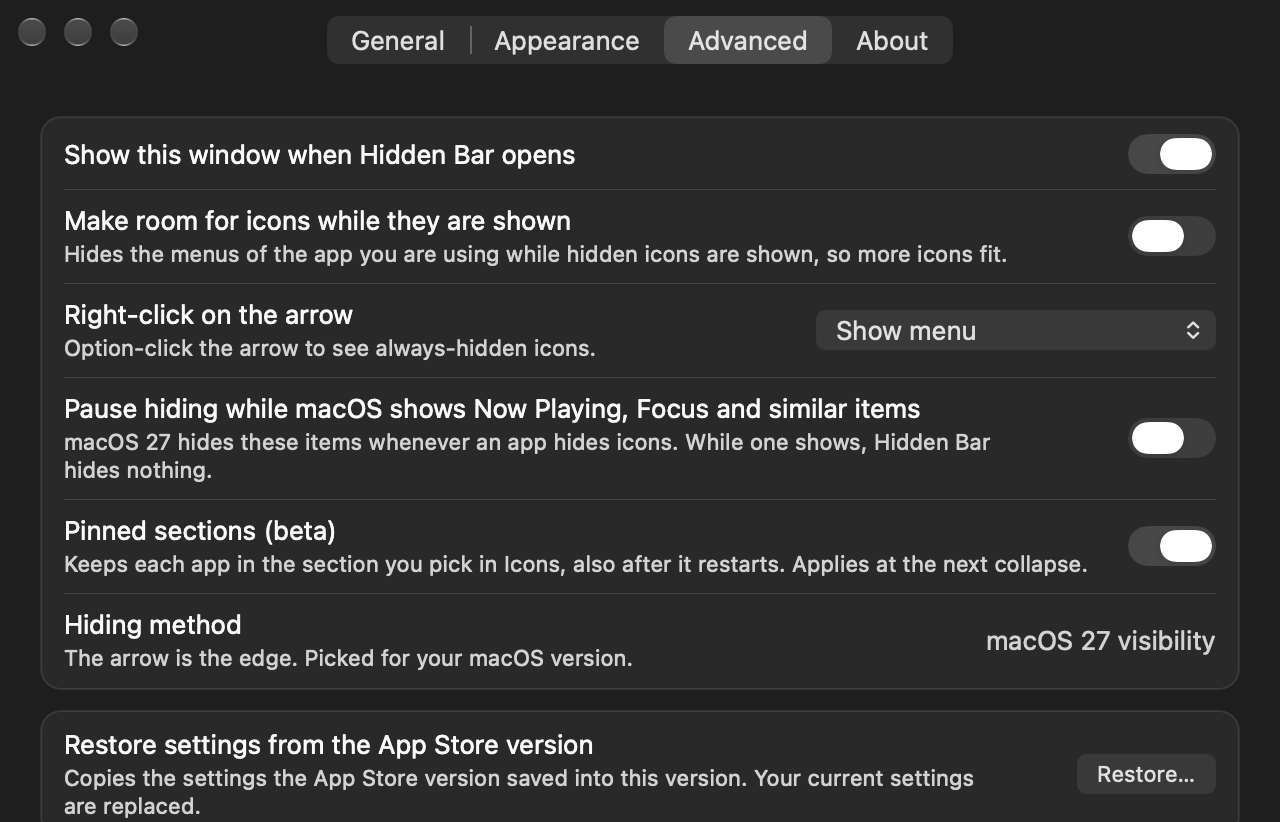 General
Appearance
Advanced
About
Show this window when Hidden Bar opens
Make room for icons while they are shown
Hides the menus of the app you are using while hidden icons are shown, so more icons fit.
Right-click on the arrow
Option-click the arrow to see always-hidden icons.
Show menu
Pause hiding while macOS shows Now Playing, Focus and similar items
macOS 27 hides these items whenever an app hides icons. While one shows, Hidden Bar
hides nothing.
Pinned sections (beta)
Keeps each app in the section you pick in Icons, also after it restarts. Applies at the next collapse.
Hiding method
The arrow is the edge. Picked for your macOS version.
macOS 27 visibility
Restore settings from the App Store version
Copies the settings the App Store version saved into this version. Your current settings
are replaced.
Restore...